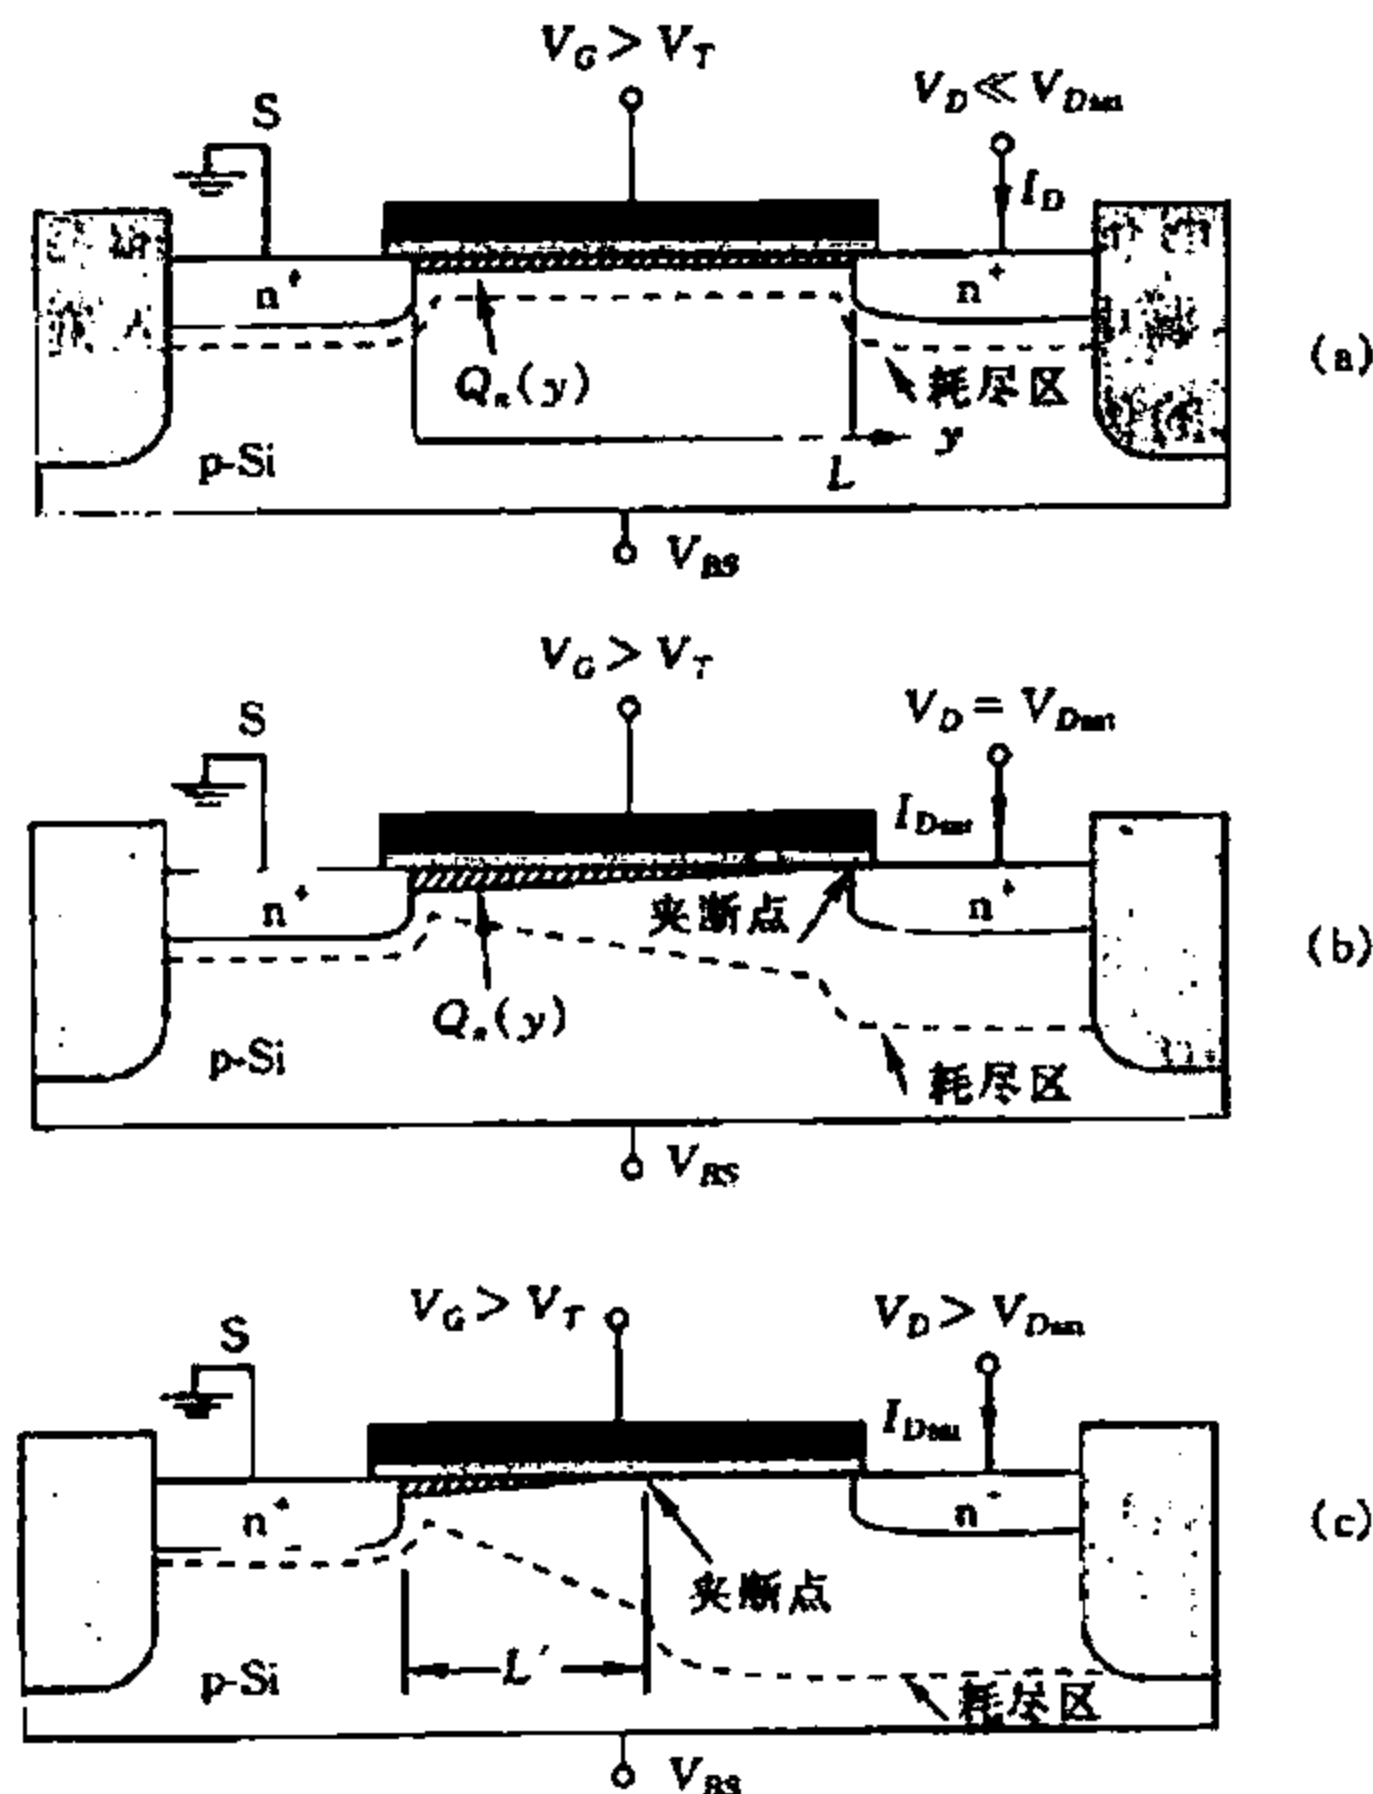 V_G > V_T
V_D ≪ V_Dsat
S
I_D
n⁺
n⁺
Q_n(y)
耗尽区
(a)
y
p-Si
L
V_BS
V_G > V_T
V_D = V_Dsat
S
I_Dsat
n⁺
夹断点
n⁺
(b)
Q_n(y)
p-Si
耗尽区
V_BS
V_G > V_T
V_D > V_Dsat
S
I_Dsat
n⁺
n⁻
(c)
夹断点
p-Si
L′
耗尽区
V_BS